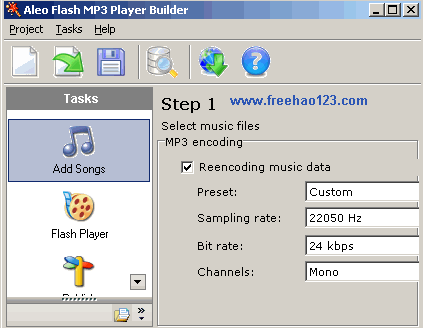 Aleo Flash MP3 Player Builder
Project Tasks Help
Tasks
Add Songs
Flash Player
Step 1 www.freehao123.com
Select music files
MP3 encoding
Reencoding music data
Preset: Custom
Sampling rate: 22050 Hz
Bit rate: 24 kbps
Channels: Mono